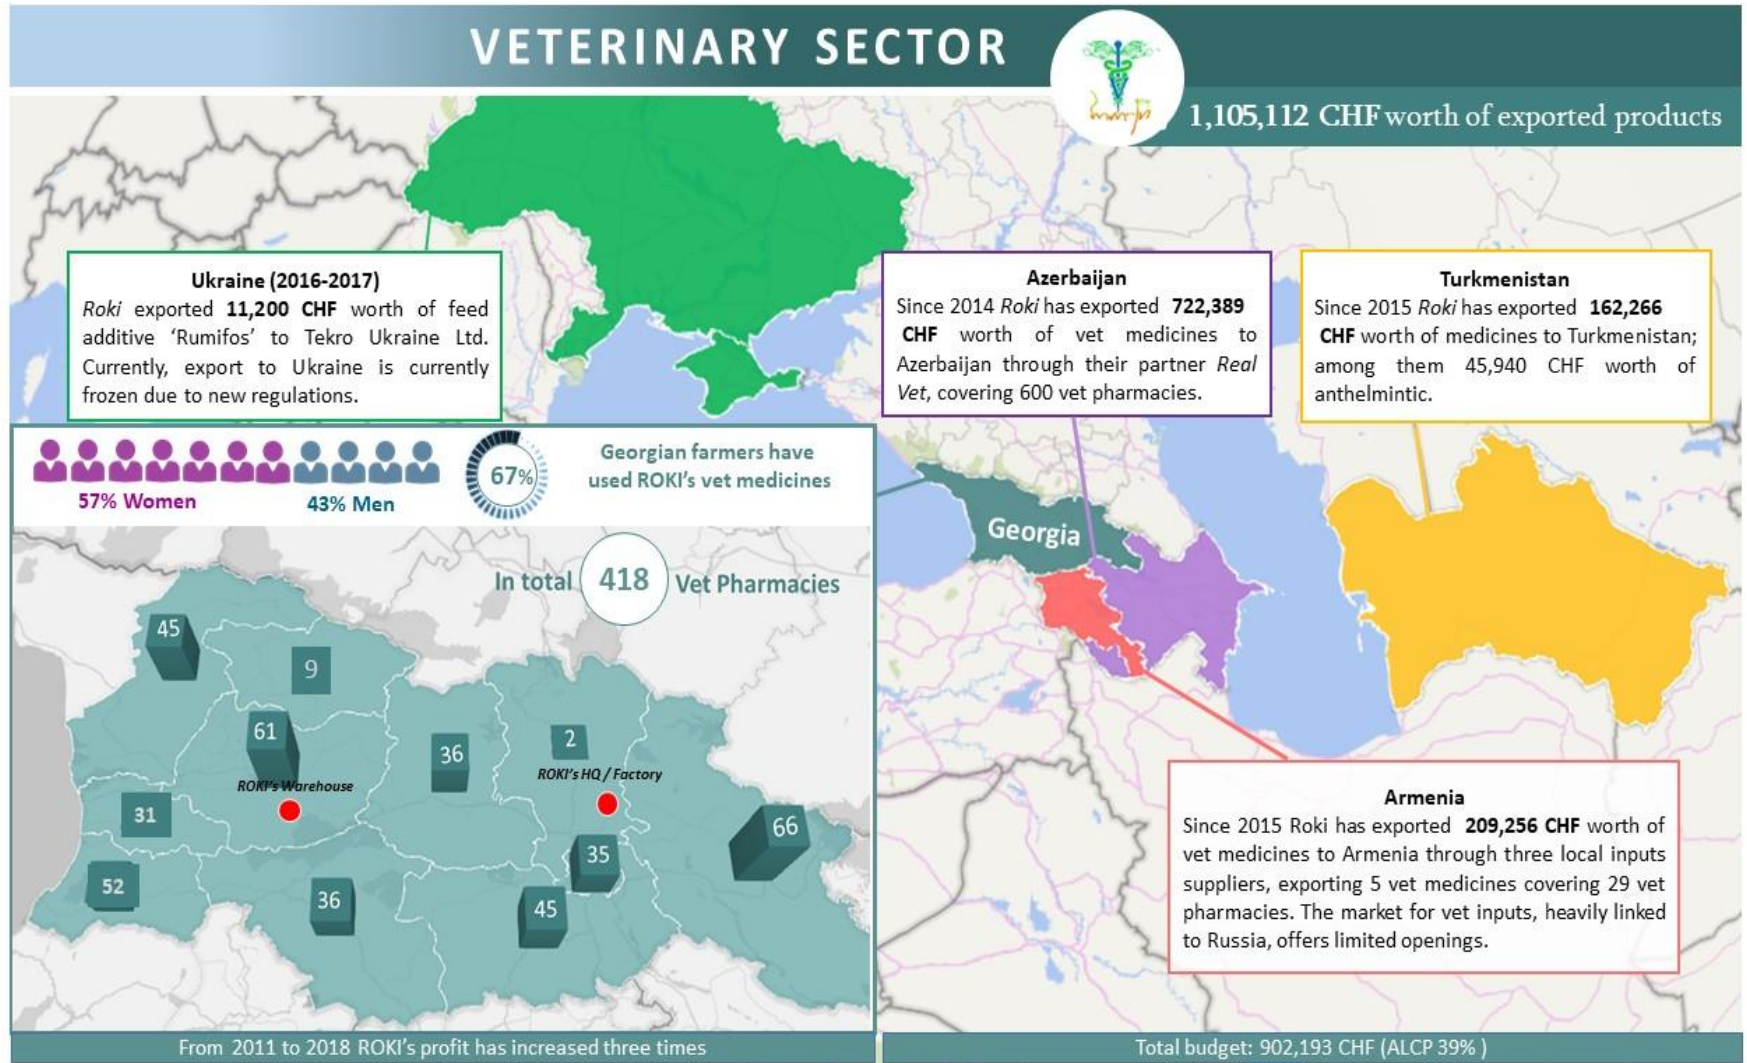 VETERINARY SECTOR
1,105,112 CHF worth of exported products
Ukraine (2016-2017)
Roki exported 11,200 CHF worth of feed
additive ‘Rumifos’ to Tekro Ukraine Ltd.
Currently, export to Ukraine is currently
frozen due to new regulations.
Azerbaijan
Since 2014 Roki has exported 722,389
CHF worth of vet medicines to
Azerbaijan through their partner Real
Vet, covering 600 vet pharmacies.
Turkmenistan
Since 2015 Roki has exported 162,266
CHF worth of medicines to Turkmenistan;
among them 45,940 CHF worth of
anthelmintic.
57% Women
43% Men
67%
Georgian farmers have
used ROKI’s vet medicines
Georgia
In total 418 Vet Pharmacies
45
9
61
36
2
ROKI’s Warehouse
ROKI’s HQ / Factory
31
66
35
52
36
45
Armenia
Since 2015 Roki has exported 209,256 CHF worth of
vet medicines to Armenia through three local inputs
suppliers, exporting 5 vet medicines covering 29 vet
pharmacies. The market for vet inputs, heavily linked
to Russia, offers limited openings.
From 2011 to 2018 ROKI’s profit has increased three times
Total budget: 902,193 CHF (ALCP 39% )